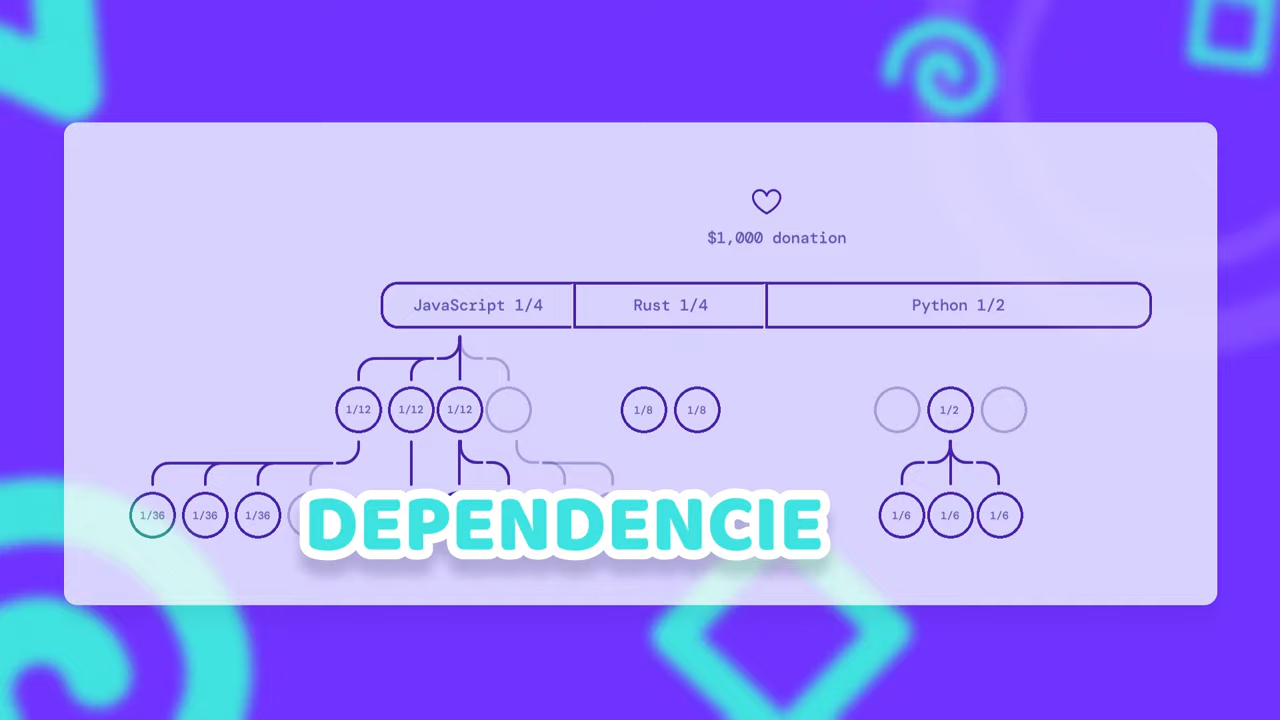 $1,000 donation
JavaScript 1/4 Rust 1/4 Python 1/2
1/12 1/12 1/12 1/8 1/8 1/2
1/36 1/36 1/36 DEPENDENCIE 1/6 1/6 1/6